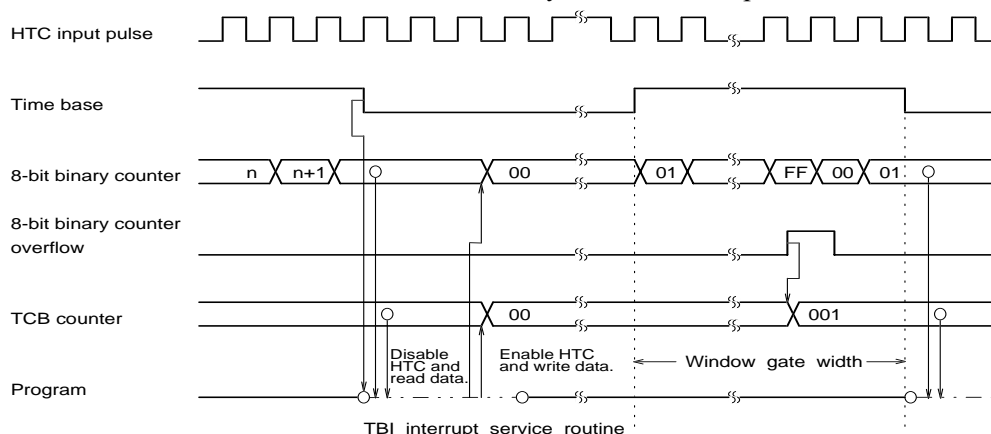 HTC input pulse
Time base
8-bit binary counter
n
n+1
00
01
FF
00
01
8-bit binary counter
overflow
TCB counter
00
001
Disable
HTC and
read data.
Enable HTC
and write data.
Window gate width
Program
TBI interrupt service routine